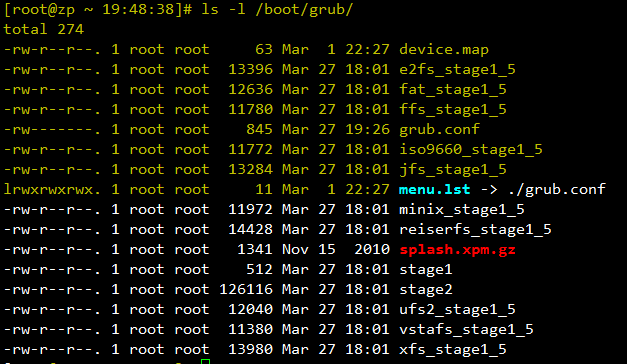 [root@zp ~ 19:48:38]# ls -l /boot/grub/
total 274
-rw-r--r--. 1 root root     63 Mar  1 22:27 device.map
-rw-r--r--. 1 root root  13396 Mar 27 18:01 e2fs_stage1_5
-rw-r--r--. 1 root root  12636 Mar 27 18:01 fat_stage1_5
-rw-r--r--. 1 root root  11780 Mar 27 18:01 ffs_stage1_5
-rw-------. 1 root root    845 Mar 27 19:26 grub.conf
-rw-r--r--. 1 root root  11772 Mar 27 18:01 iso9660_stage1_5
-rw-r--r--. 1 root root  13284 Mar 27 18:01 jfs_stage1_5
lrwxrwxrwx. 1 root root     11 Mar  1 22:27 menu.lst -> ./grub.conf
-rw-r--r--. 1 root root  11972 Mar 27 18:01 minix_stage1_5
-rw-r--r--. 1 root root  14428 Mar 27 18:01 reiserfs_stage1_5
-rw-r--r--. 1 root root   1341 Nov 15  2010 splash.xpm.gz
-rw-r--r--. 1 root root    512 Mar 27 18:01 stage1
-rw-r--r--. 1 root root 126116 Mar 27 18:01 stage2
-rw-r--r--. 1 root root  12040 Mar 27 18:01 ufs2_stage1_5
-rw-r--r--. 1 root root  11380 Mar 27 18:01 vstafs_stage1_5
-rw-r--r--. 1 root root  13980 Mar 27 18:01 xfs_stage1_5